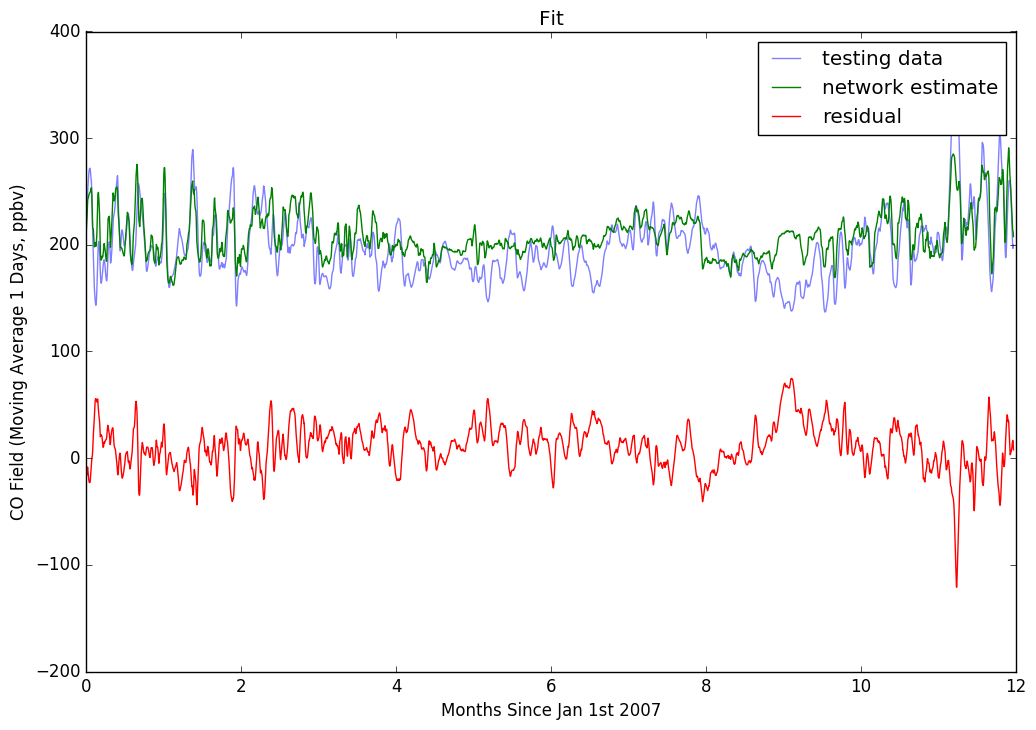 Fit
400
300
200
100
0
−100
−200
CO Field (Moving Average 1 Days, ppbv)
testing data
network estimate
residual
0 2 4 6 8 10 12
Months Since Jan 1st 2007